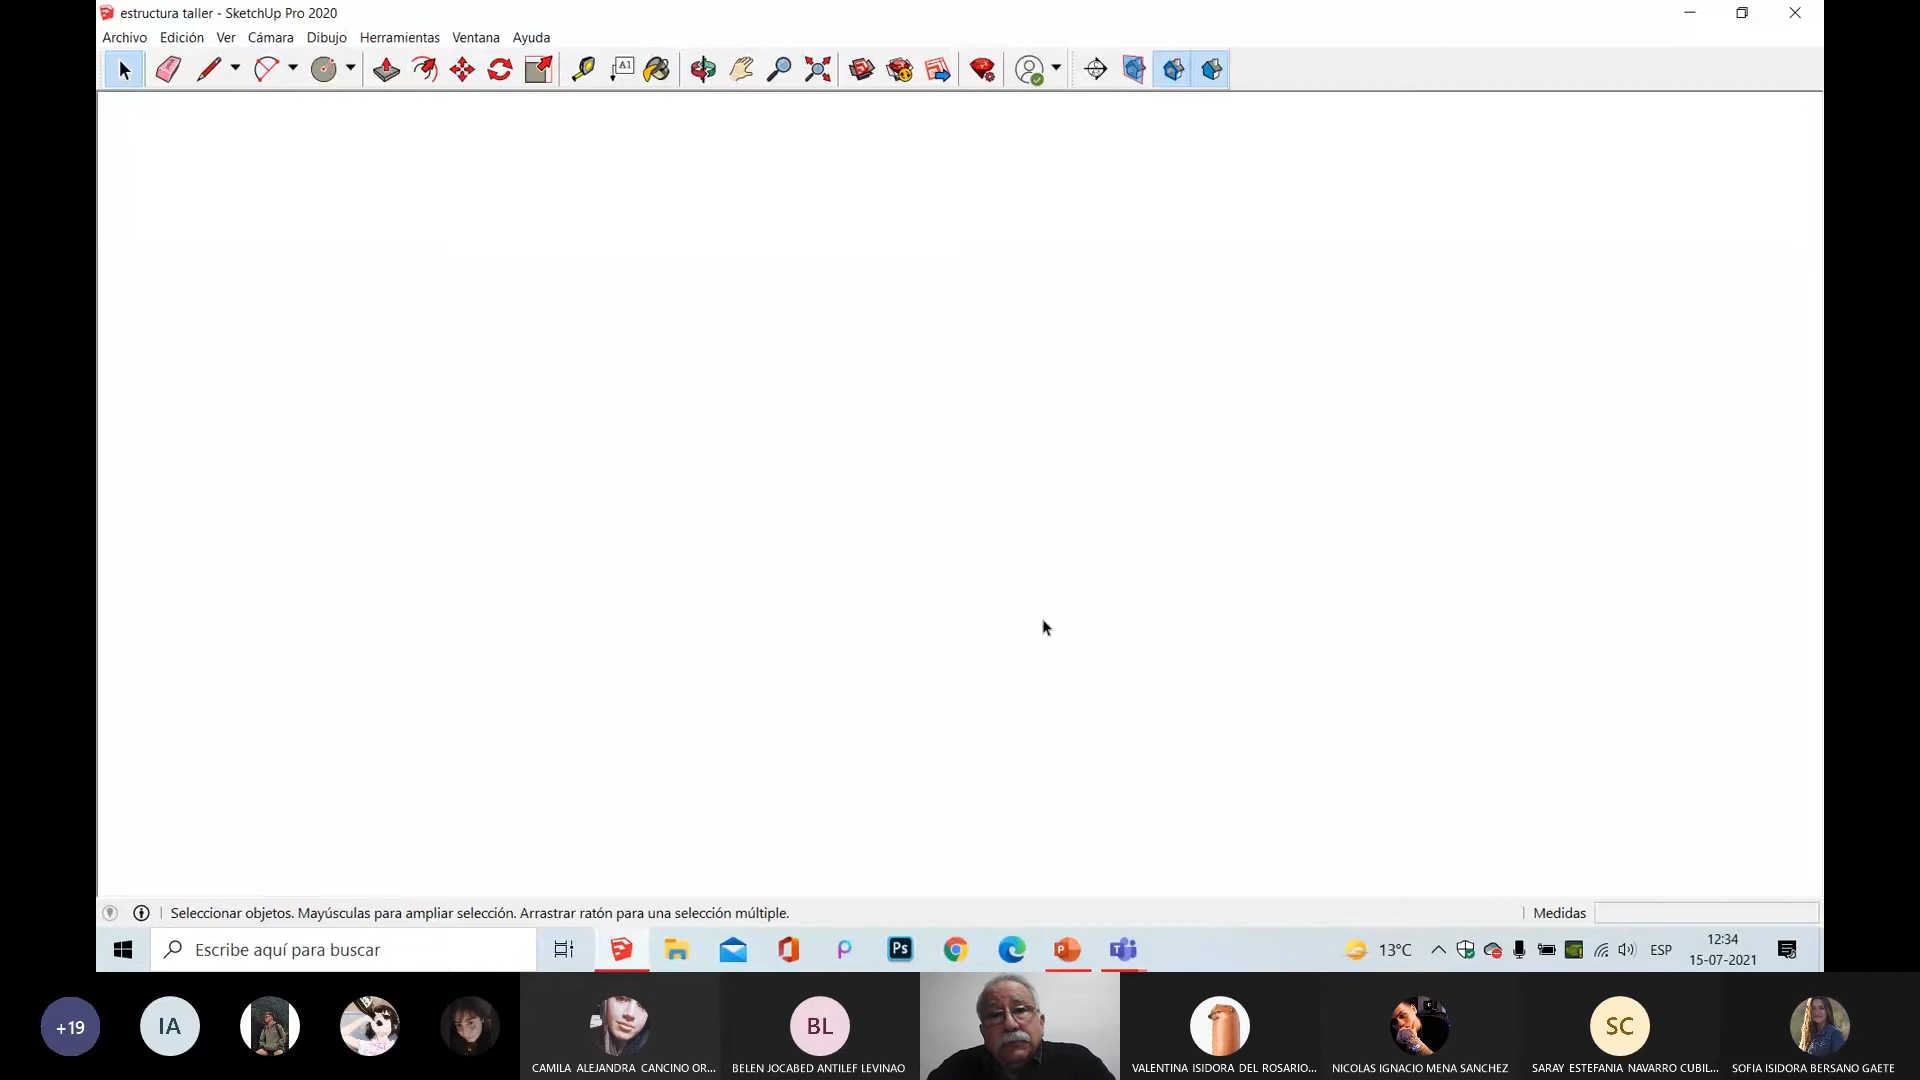 estructura taller - SketchUp Pro 2020
Archivo Edición Ver Cámara Dibujo Herramientas Ventana Ayuda
A1
Seleccionar objetos. Mayúsculas para ampliar selección. Arrastrar ratón para una selección múltiple.
Medidas
Escribe aquí para buscar
Ps
13°C
ESP
12:34
15-07-2021
+19
IA
BL
SC
CAMILA ALEJANDRA CANCINO OR...
BELEN JOCABED ANTILEF LEVINAO
VALENTINA ISIDORA DEL ROSARIO...
NICOLAS IGNACIO MENA SANCHEZ
SARAY ESTEFANIA NAVARRO CUBIL...
SOFIA ISIDORA BERSANO GAETE